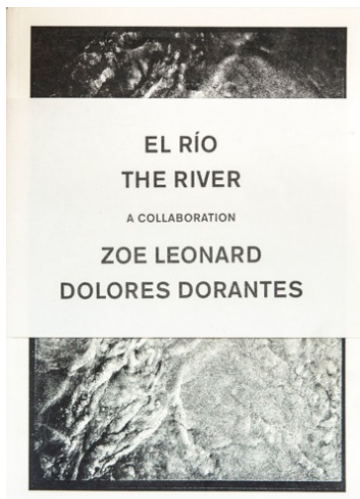 EL RÍO
THE RIVER
A COLLABORATION
ZOE LEONARD
DOLORES DORANTES